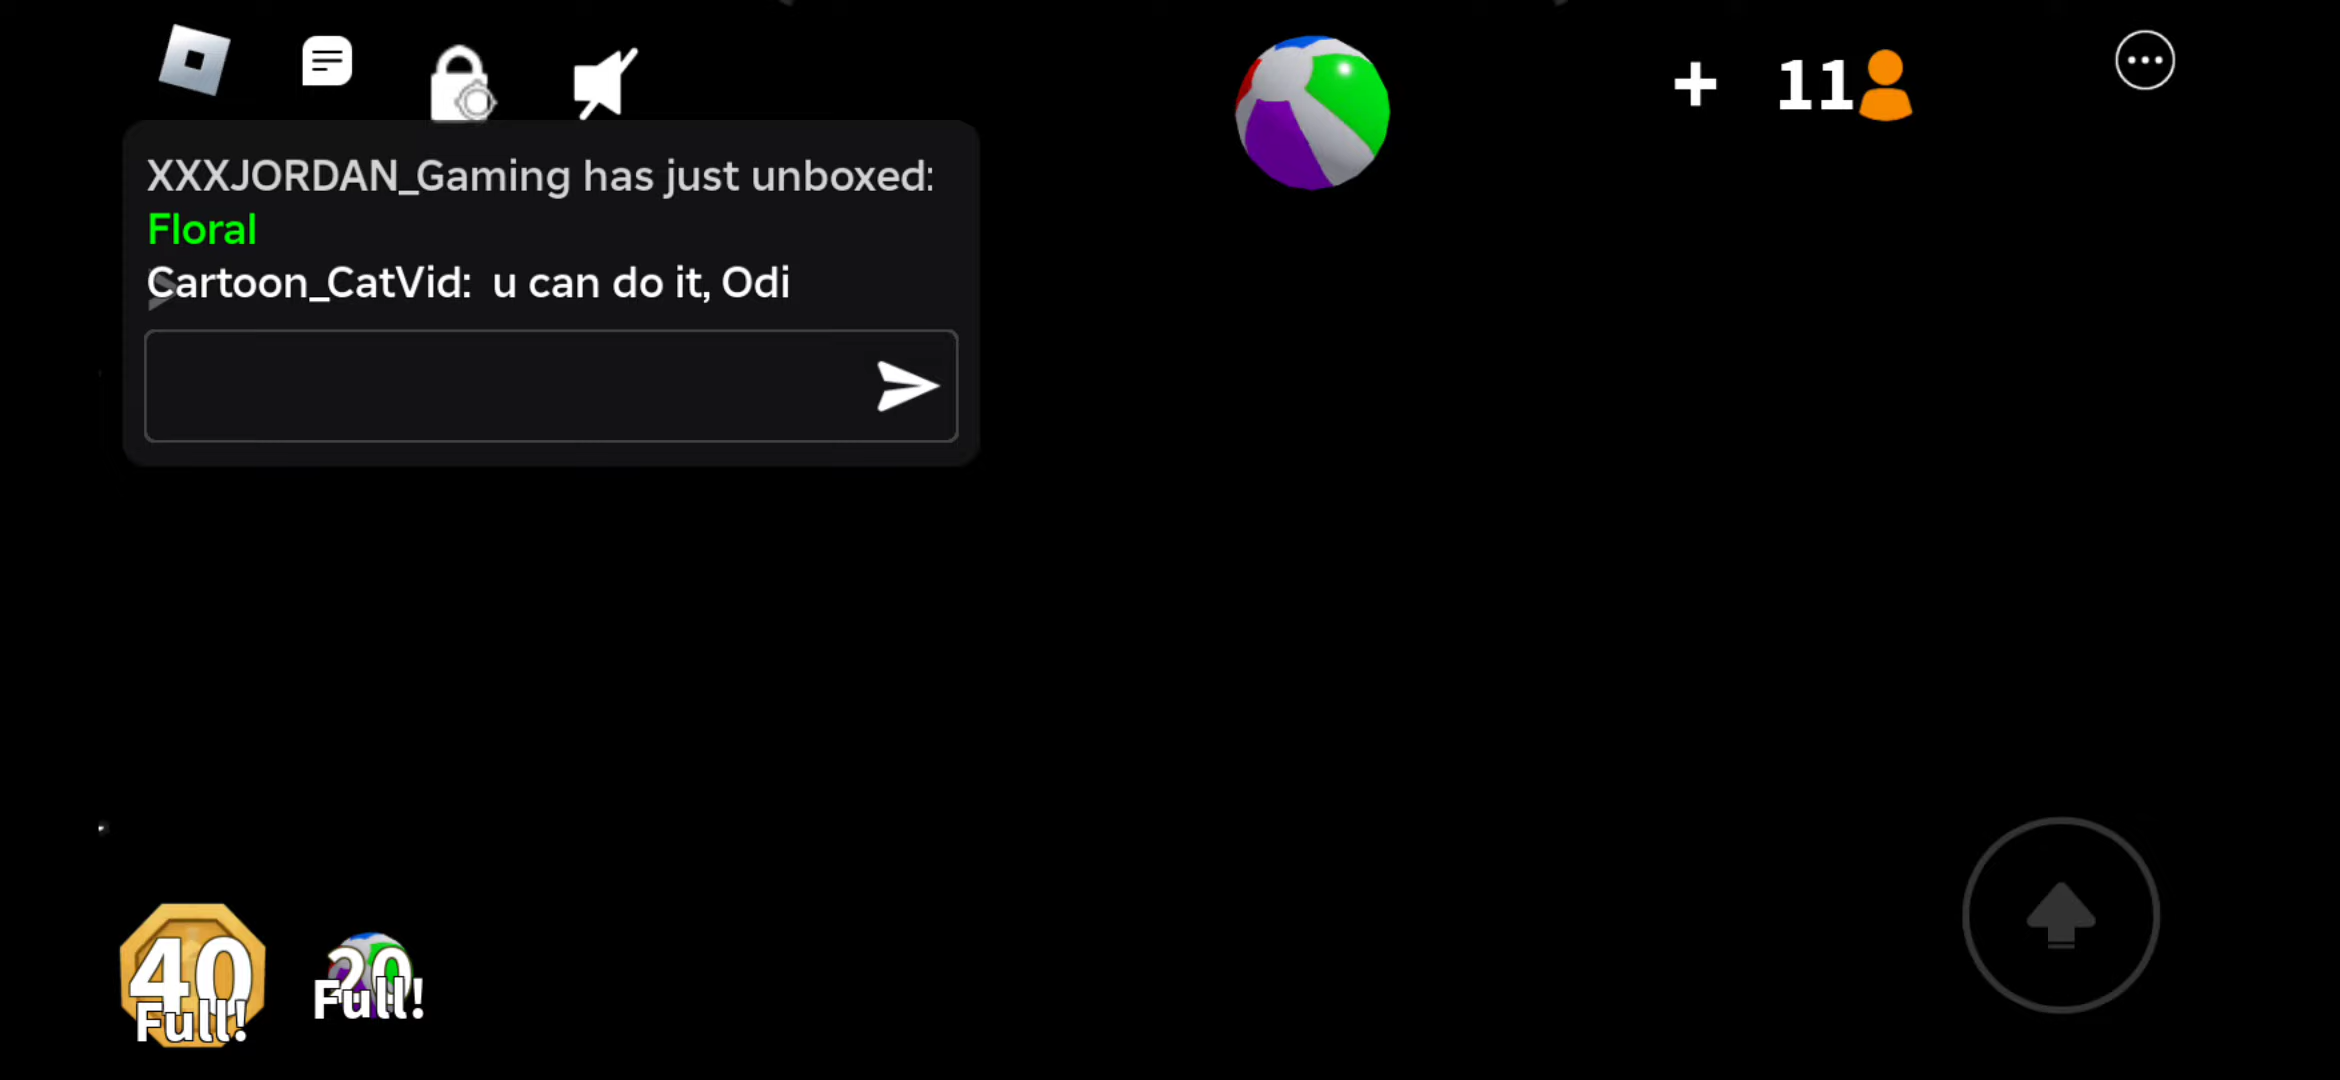 + 11
XXXJORDAN_Gaming has just unboxed:
Floral
Cartoon_CatVid: u can do it, Odi
40
Full!
20
Full!